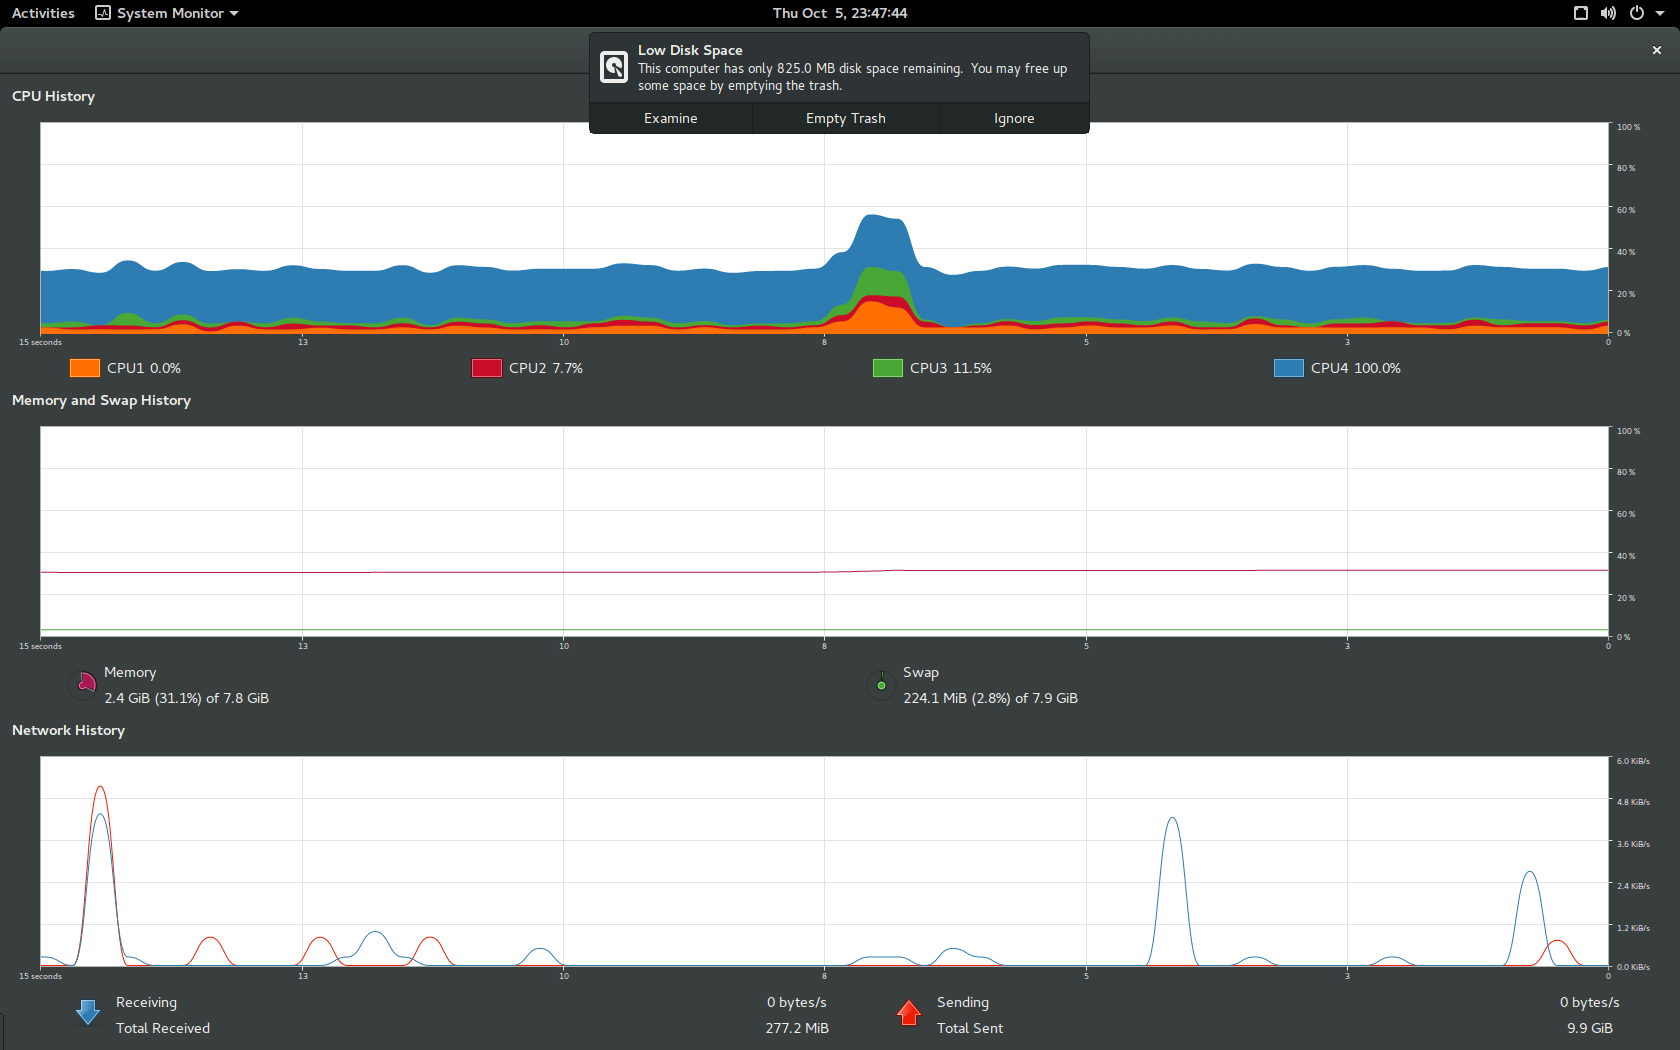 Activities
System Monitor
Thu Oct 5, 23:47:44
Low Disk Space
This computer has only 825.0 MB disk space remaining. You may free up
some space by emptying the trash.
Examine
Empty Trash
Ignore
CPU History
100 %
80 %
60 %
40 %
20 %
0 %
15 seconds
13
10
8
5
3
0
CPU1 0.0%
CPU2 7.7%
CPU3 11.5%
CPU4 100.0%
Memory and Swap History
100 %
80 %
60 %
40 %
20 %
0 %
15 seconds
13
10
8
5
3
0
Memory
2.4 GiB (31.1%) of 7.8 GiB
Swap
224.1 MiB (2.8%) of 7.9 GiB
Network History
6.0 KiB/s
4.8 KiB/s
3.6 KiB/s
2.4 KiB/s
1.2 KiB/s
0.0 KiB/s
15 seconds
13
10
8
5
3
0
Receiving
0 bytes/s
Total Received
277.2 MiB
Sending
0 bytes/s
Total Sent
9.9 GiB